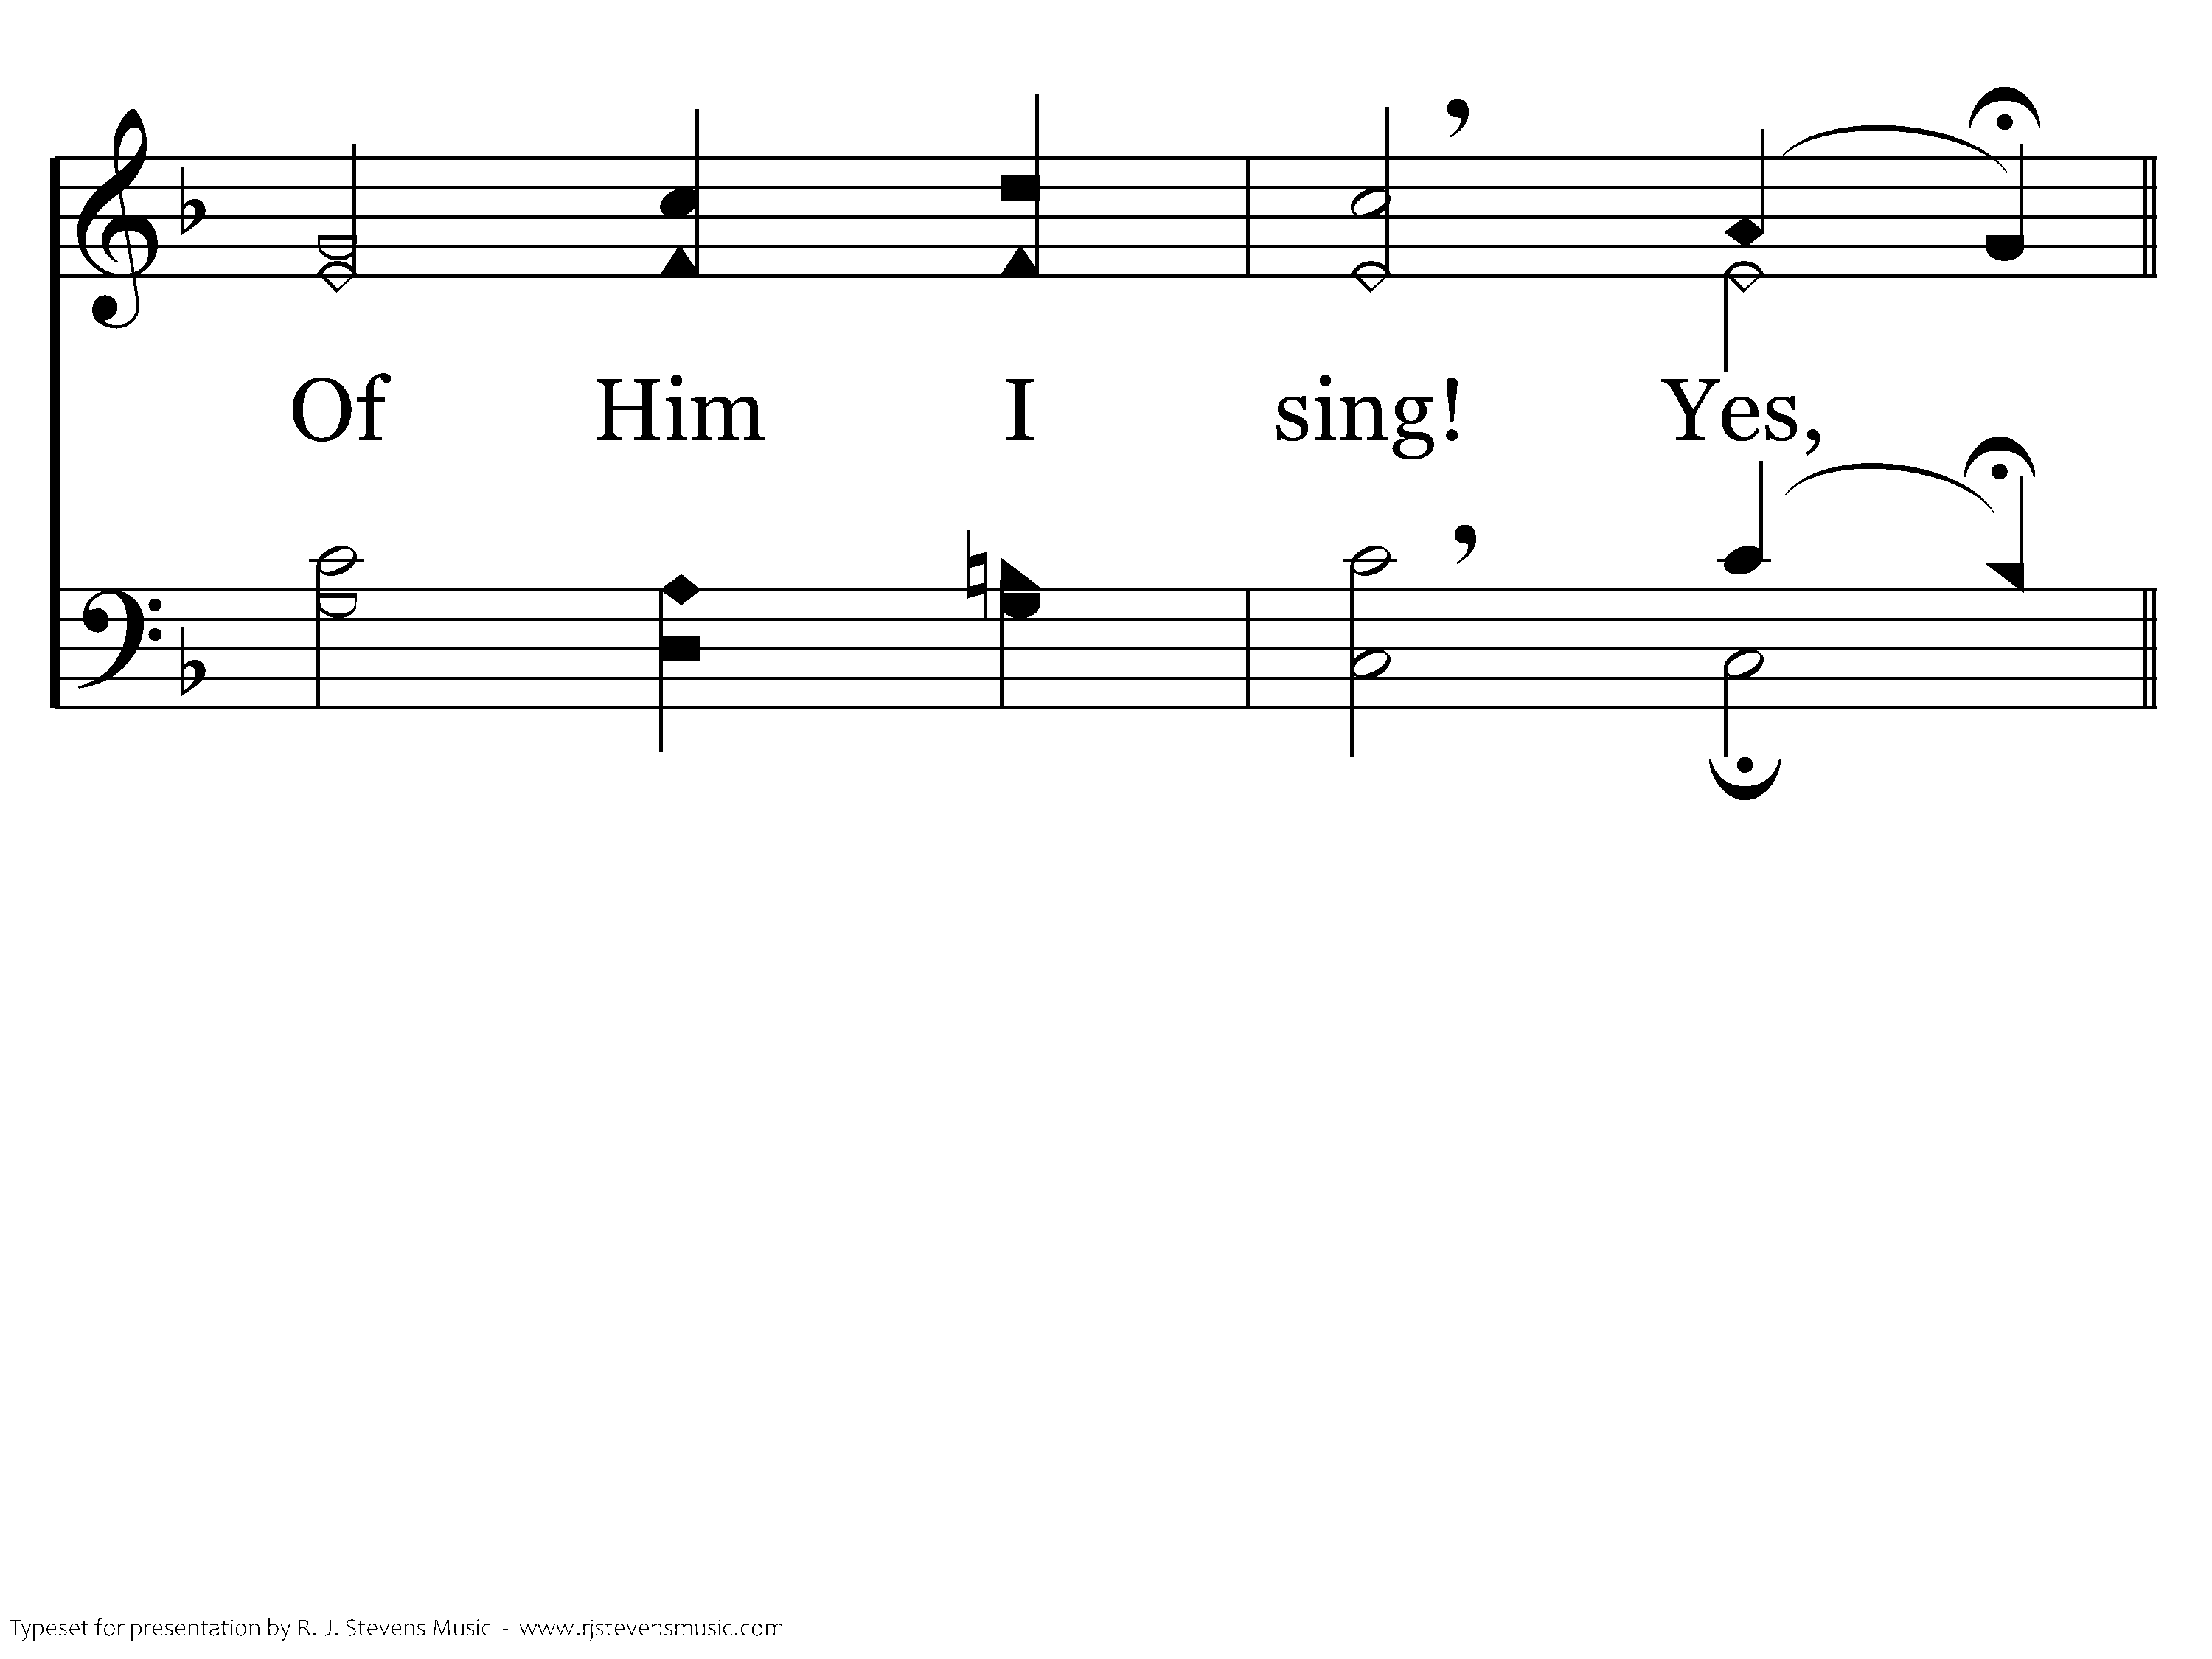 Of Him I sing! Yes,
Typeset for presentation by R. J. Stevens Music - www.rjstevensmusic.com